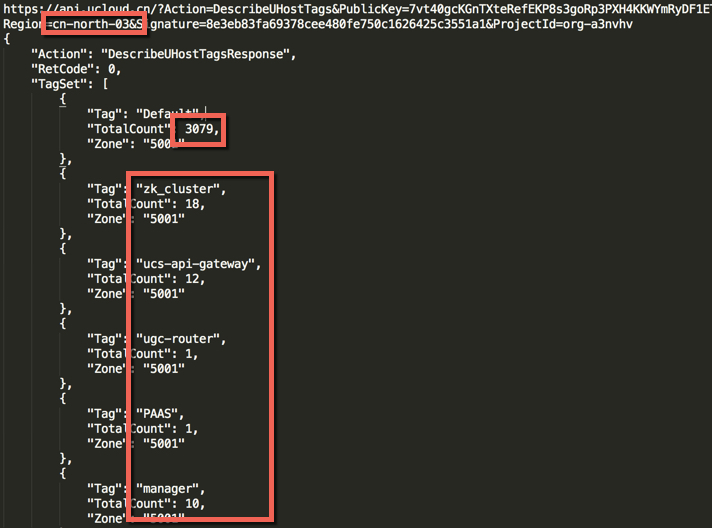 https://api.ucloud.cn/?Action=DescribeUHostTags&PublicKey=7vt40gcKGnTXteRefEKP8s3goRp3PXH4KKWYmRyDF1ET
Region=cn-north-03&Signature=8e3eb83fa69378cee480fe750c1626425c3551a1&ProjectId=org-a3nvhv
{
"Action": "DescribeUHostTagsResponse",
"RetCode": 0,
"TagSet": [
{
"Tag": "Default",
"TotalCount": 3079,
"Zone": "5001"
},
{
"Tag": "zk_cluster",
"TotalCount": 18,
"Zone": "5001"
},
{
"Tag": "ucs-api-gateway",
"TotalCount": 12,
"Zone": "5001"
},
{
"Tag": "ugc-router",
"TotalCount": 1,
"Zone": "5001"
},
{
"Tag": "PAAS",
"TotalCount": 1,
"Zone": "5001"
},
{
"Tag": "manager",
"TotalCount": 10,
"Zone": "5001"